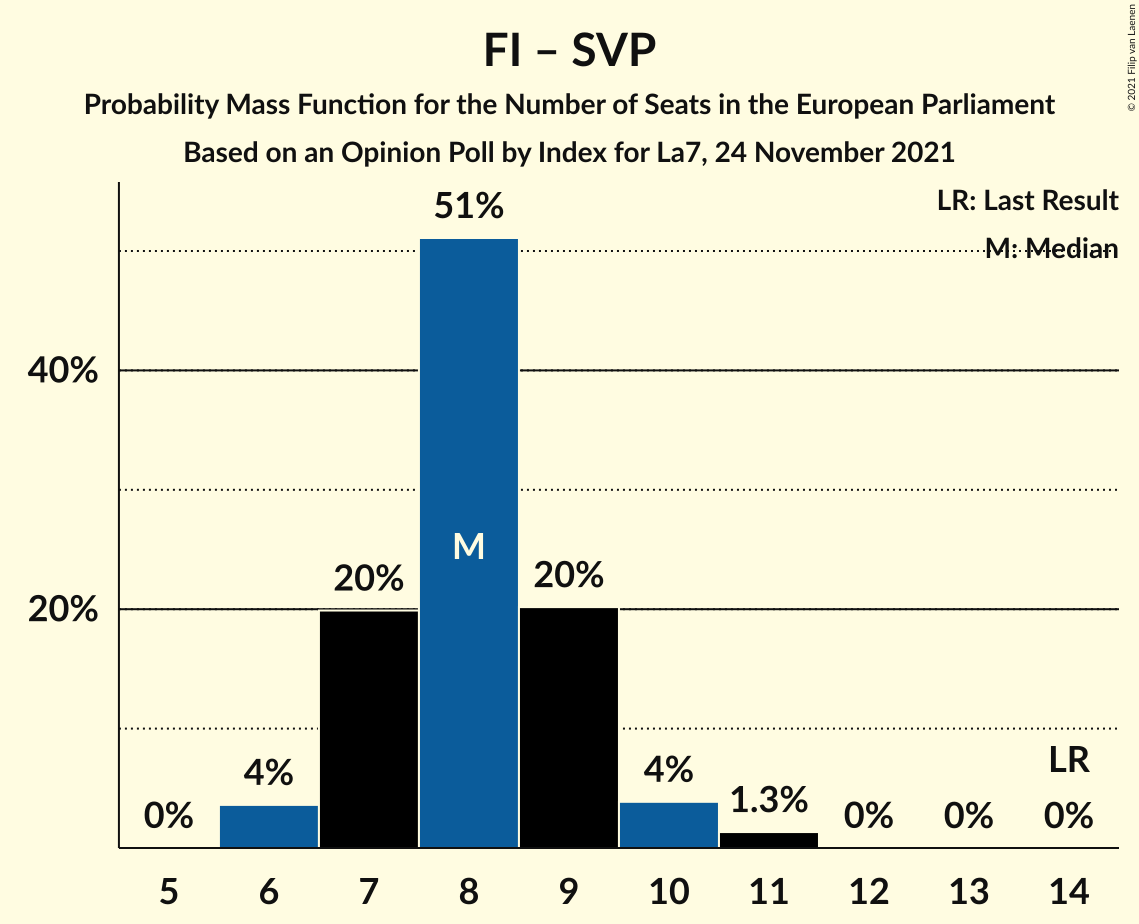 FI – SVP
Probability Mass Function for the Number of Seats in the European Parliament
Based on an Opinion Poll by Index for La7, 24 November 2021
© 2021 Filip van Laenen
LR: Last Result
M: Median
51%
40%
M
20%
20%
20%
4%
4%
1.3%
LR
0%
0%
0%
0%
5 6 7 8 9 10 11 12 13 14